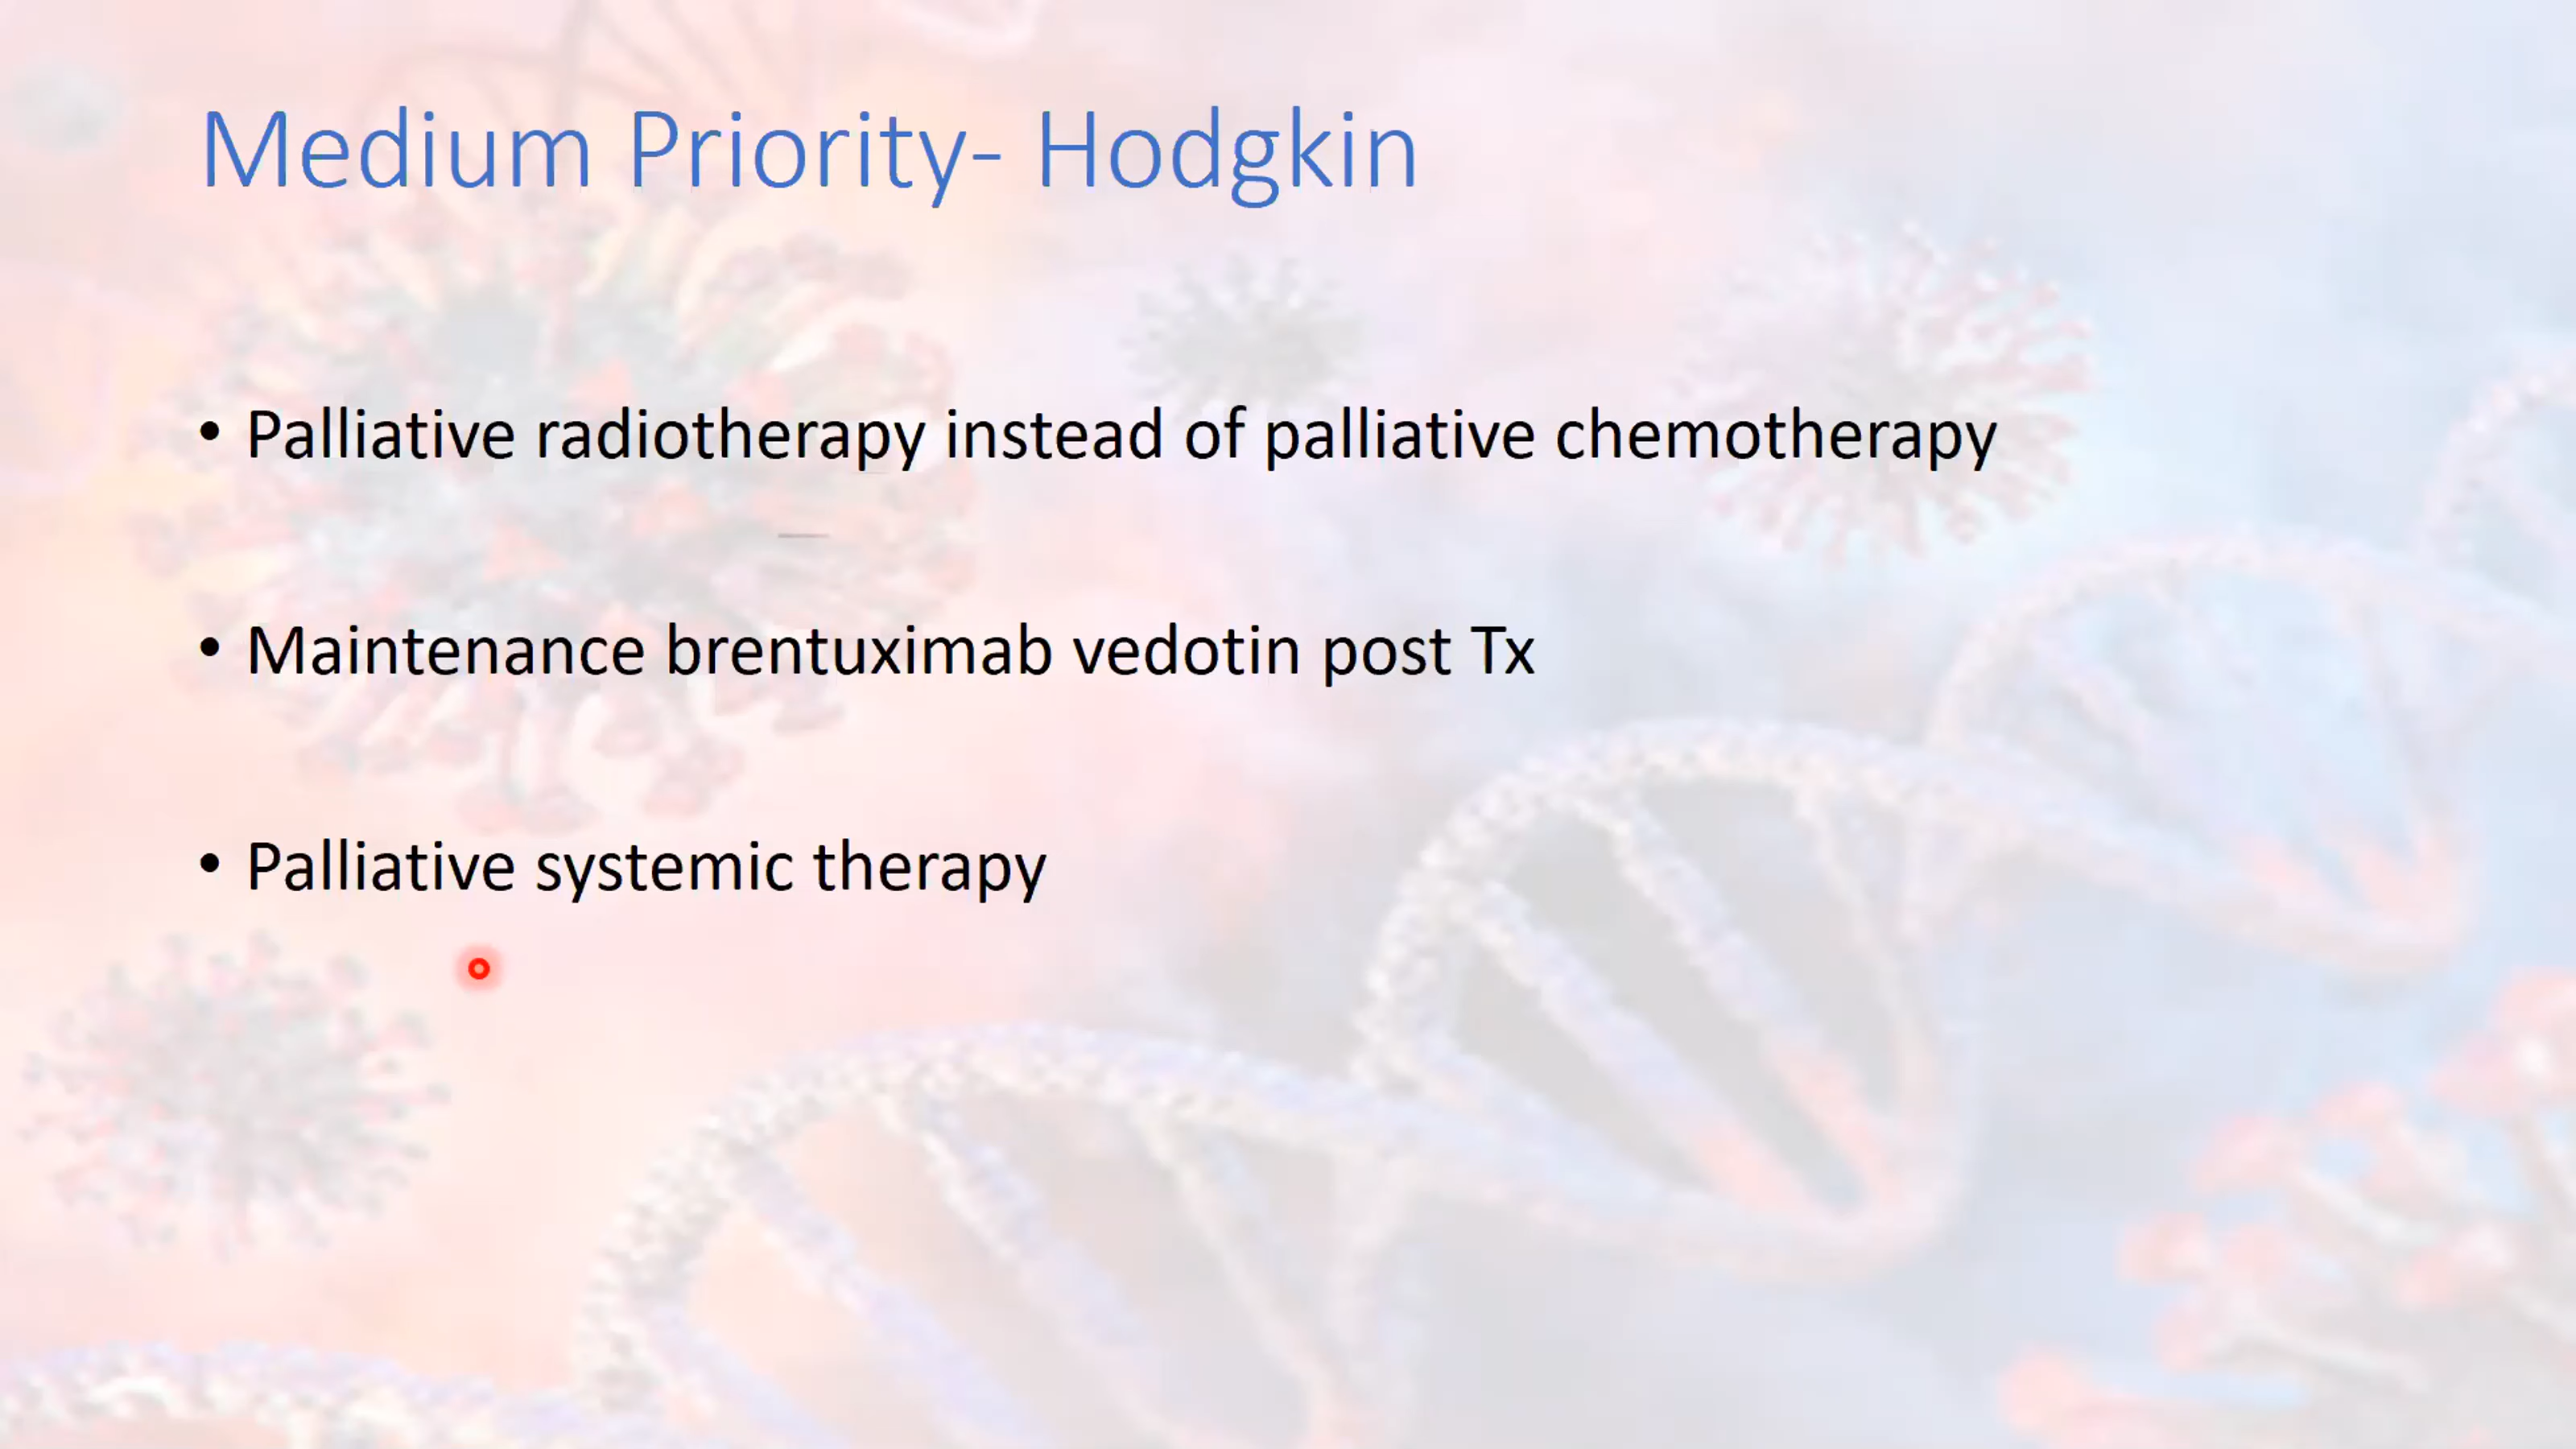 Medium Priority- Hodgkin
• Palliative radiotherapy instead of palliative chemotherapy
• Maintenance brentuximab vedotin post Tx
• Palliative systemic therapy